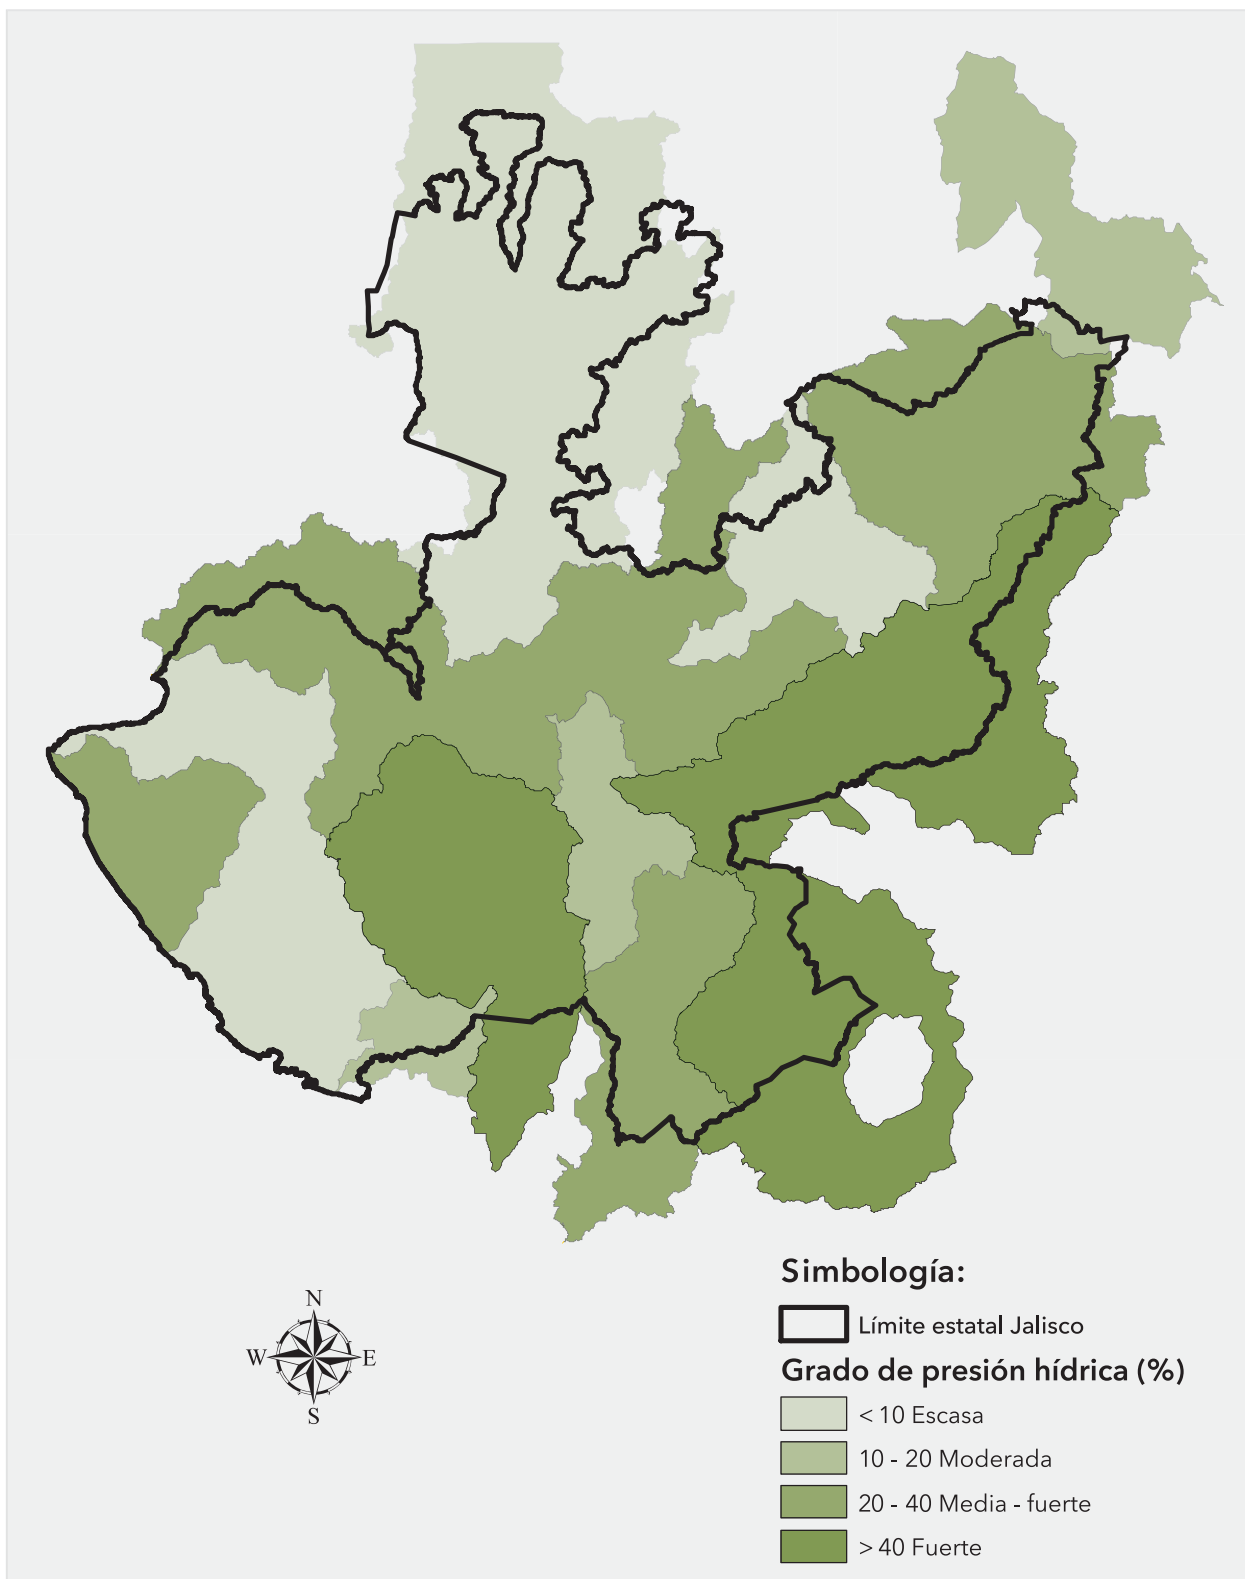 N
W E
S
Simbología:
Límite estatal Jalisco
Grado de presión hídrica (%)
< 10 Escasa
10 - 20 Moderada
20 - 40 Media - fuerte
> 40 Fuerte